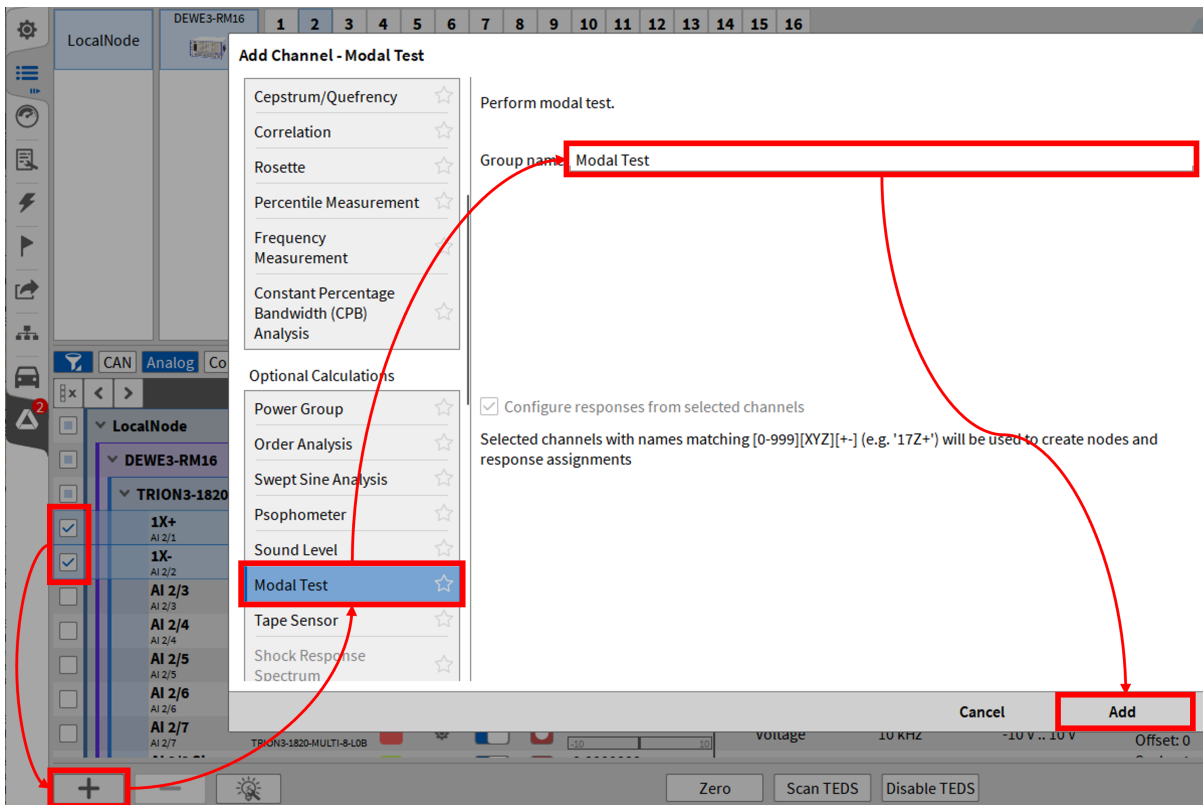 LocalNode
DEWE3-RM16
1 2 3 4 5 6 7 8 9 10 11 12 13 14 15 16
Add Channel - Modal Test
Cepstrum/Quefrency
Correlation
Rosette
Percentile Measurement
Frequency
Measurement
Constant Percentage
Bandwidth (CPB)
Analysis
Optional Calculations
Power Group
Order Analysis
Swept Sine Analysis
Psophometer
Sound Level
Modal Test
Tape Sensor
Shock Response
Spectrum
Perform modal test.
Group name Modal Test
Configure responses from selected channels
Selected channels with names matching [0-999][XYZ][+-] (e.g. '17Z+') will be used to create nodes and
response assignments
Cancel
Add
CAN Analog Co
2
LocalNode
DEWE3-RM16
TRION3-1820
1X+
AI 2/1
1X-
AI 2/2
AI 2/3
AI 2/3
AI 2/4
AI 2/4
AI 2/5
AI 2/5
AI 2/6
AI 2/6
AI 2/7
AI 2/7
TRION3-1820-MULTI-8-L0B
-10 10
Voltage
10 kHz
-10 V .. 10 V
Offset: 0
Zero
Scan TEDS
Disable TEDS